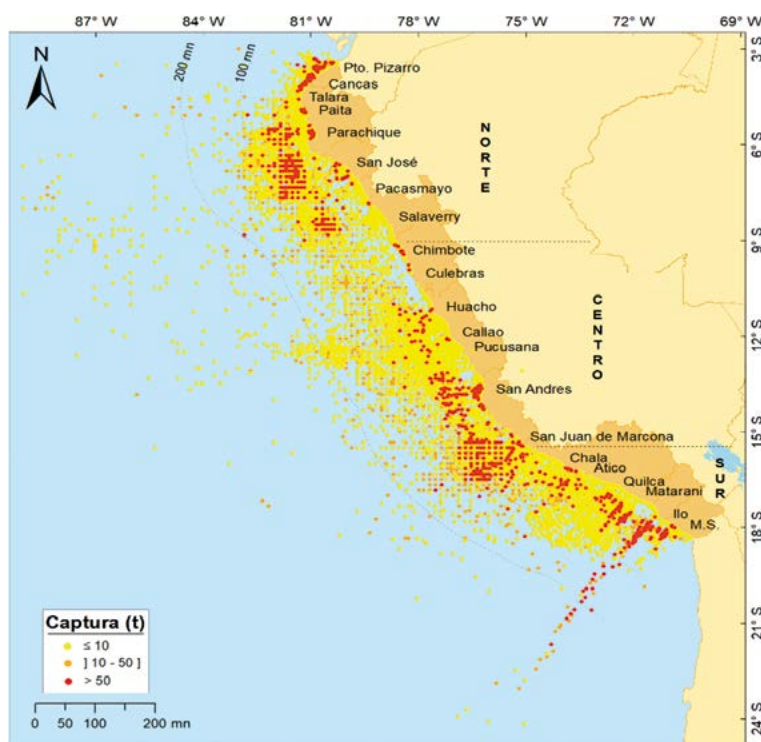 87° W 84° W 81° W 78° W 75° W 72° W 69° W
3° S
6° S
9° S
12° S
15° S
18° S
21° S
24° S
N
200 mn
100 mn
Pto. Pizarro
Cancas
Talara
Paita
Parachique
San José
Pacasmayo
Salaverry
Chimbote
Culebras
Huacho
Callao
Pucusana
San Andres
San Juan de Marcona
Chala
Atico
Quilca
Matarani
Ilo
M.S.
NORTE
CENTRO
SUR
Captura (t)
≤ 10
] 10 - 50 ]
> 50
0 50 100 200 mn